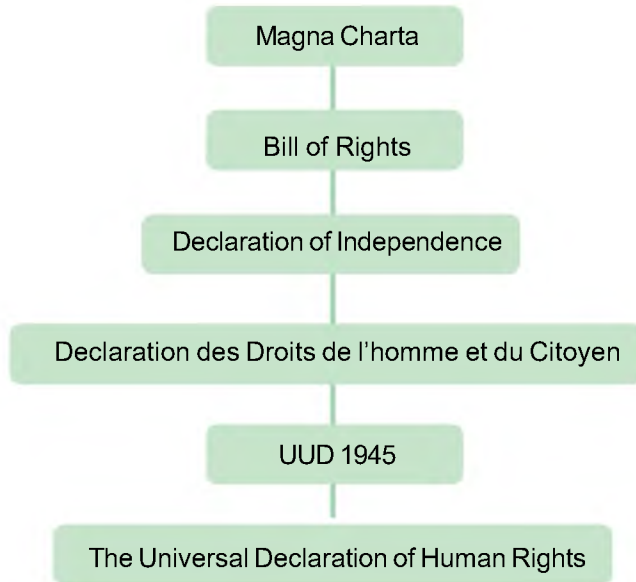 Magna Charta
Bill of Rights
Declaration of Independence
Declaration des Droits de l'homme et du Citoyen
UUD 1945
The Universal Declaration of Human Rights